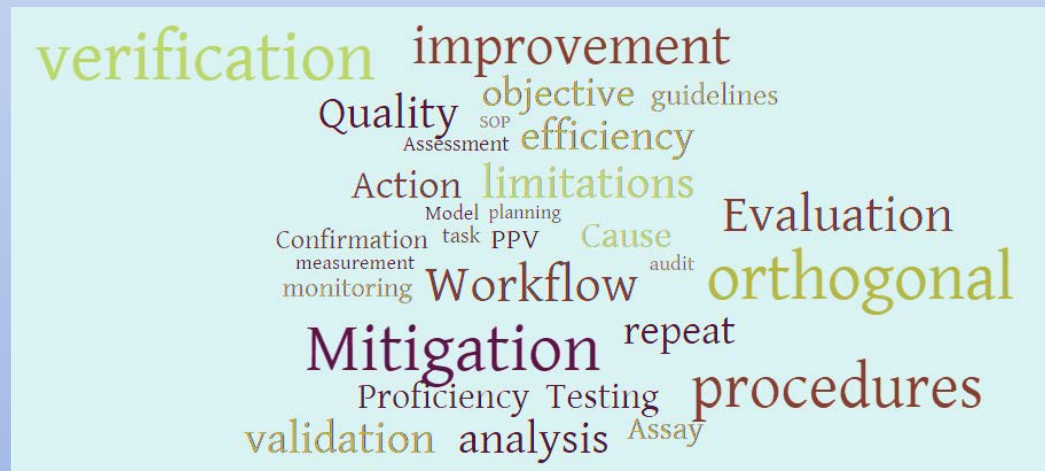 verification improvement
objective guidelines
Quality SOP
Assessment efficiency
Action limitations
Model planning Evaluation
Confirmation task PPV Cause
measurement audit
monitoring Workflow orthogonal
Mitigation repeat
Proficiency Testing procedures
validation analysis Assay